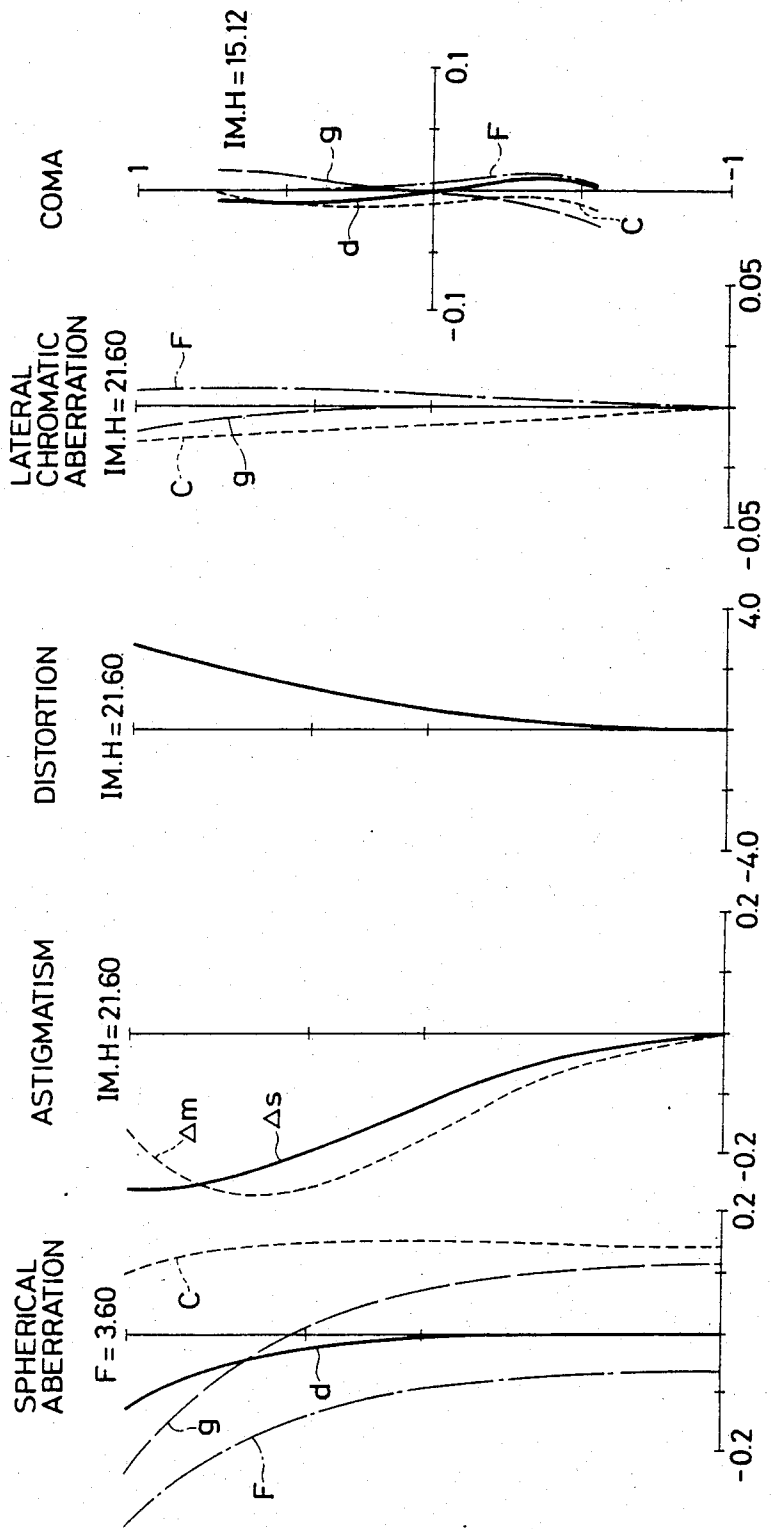 SPHERICAL
ABERRATION
F = 3.60
F
g
d
C
-0.2
0.2
ASTIGMATISM
IM.H = 21.60
Δm
Δs
-0.2
0.2
DISTORTION
IM.H = 21.60
-4.0
4.0
LATERAL
CHROMATIC
ABERRATION
IM.H = 21.60
C
g
F
-0.05
0.05
COMA
1
IM.H = 15.12
g
d
F
C
-0.1
0.1
-1